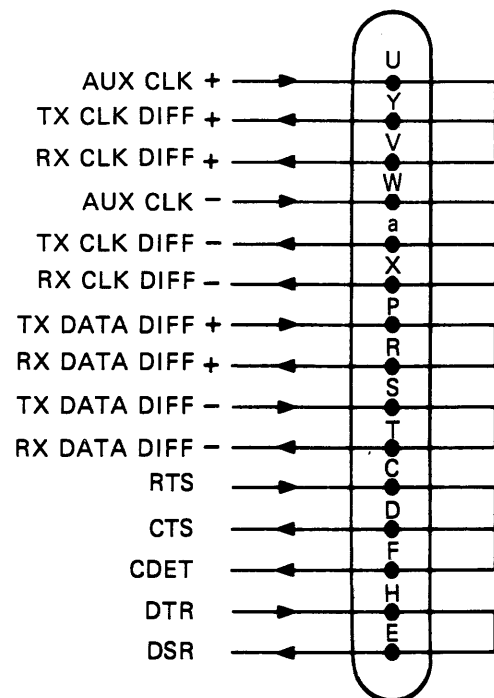 U
AUX CLK +
Y
TX CLK DIFF +
V
RX CLK DIFF +
W
AUX CLK −
a
TX CLK DIFF −
X
RX CLK DIFF −
P
TX DATA DIFF +
R
RX DATA DIFF +
S
TX DATA DIFF −
T
RX DATA DIFF −
C
RTS
D
CTS
F
CDET
H
DTR
E
DSR